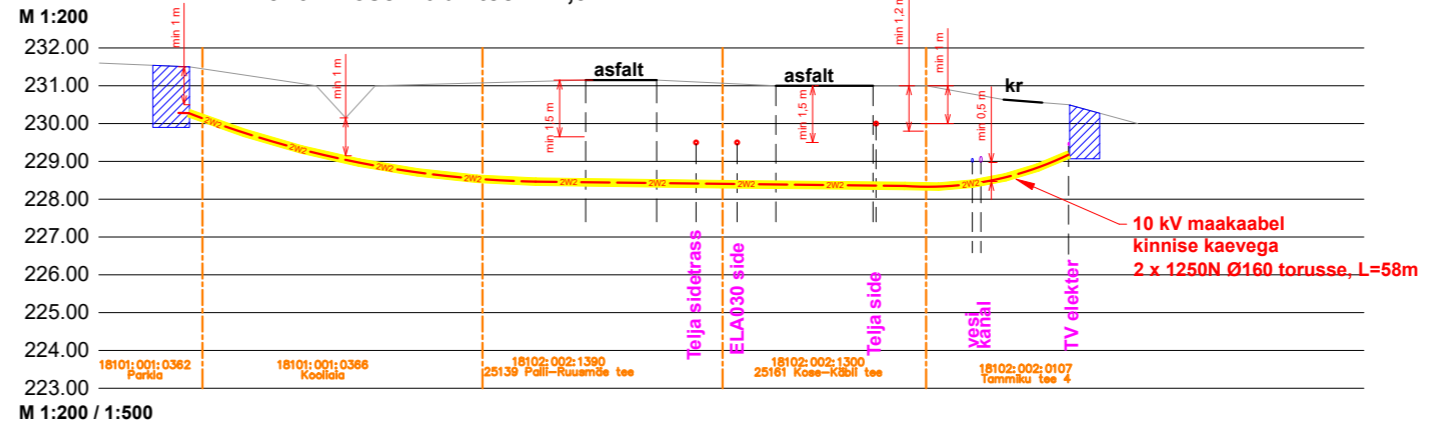 M 1:200
232.00
231.00
230.00
229.00
228.00
227.00
226.00
225.00
224.00
223.00
M 1:200 / 1:500
min 1 m
min 1 m
min 1,5 m
asfalt
min 1,5 m
asfalt
min 1,2 m
min 1 m
min 0,5 m
kr
2W2
2W2
2W2
2W2
2W2
2W2
2W2
2W2
10 kV maakaabel
kinnise kaevega
2 x 1250N Ø160 torusse, L=58m
Telja sidetrass
ELA030 side
Telja side
vesi
kanal
TV elekter
18101:001:0362
Parkla
18101:001:0366
Kooliala
18102:002:1390
25139 Palli-Ruusmäe tee
18102:002:1300
25161 Kose-Käbli tee
18102:002:0107
Tammiku tee 4